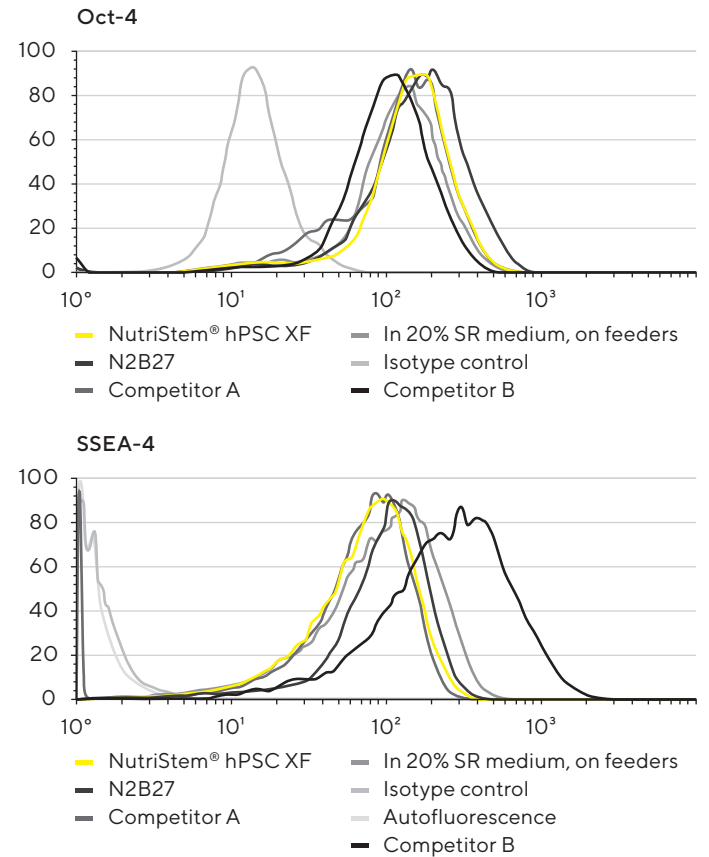 Oct-4
100
80
60
40
20
0
10° 10¹ 10² 10³
NutriStem® hPSC XF In 20% SR medium, on feeders
N2B27 Isotype control
Competitor A Competitor B
SSEA-4
100
80
60
40
20
0
10° 10¹ 10² 10³
NutriStem® hPSC XF In 20% SR medium, on feeders
N2B27 Isotype control
Competitor A Autofluorescence
Competitor B